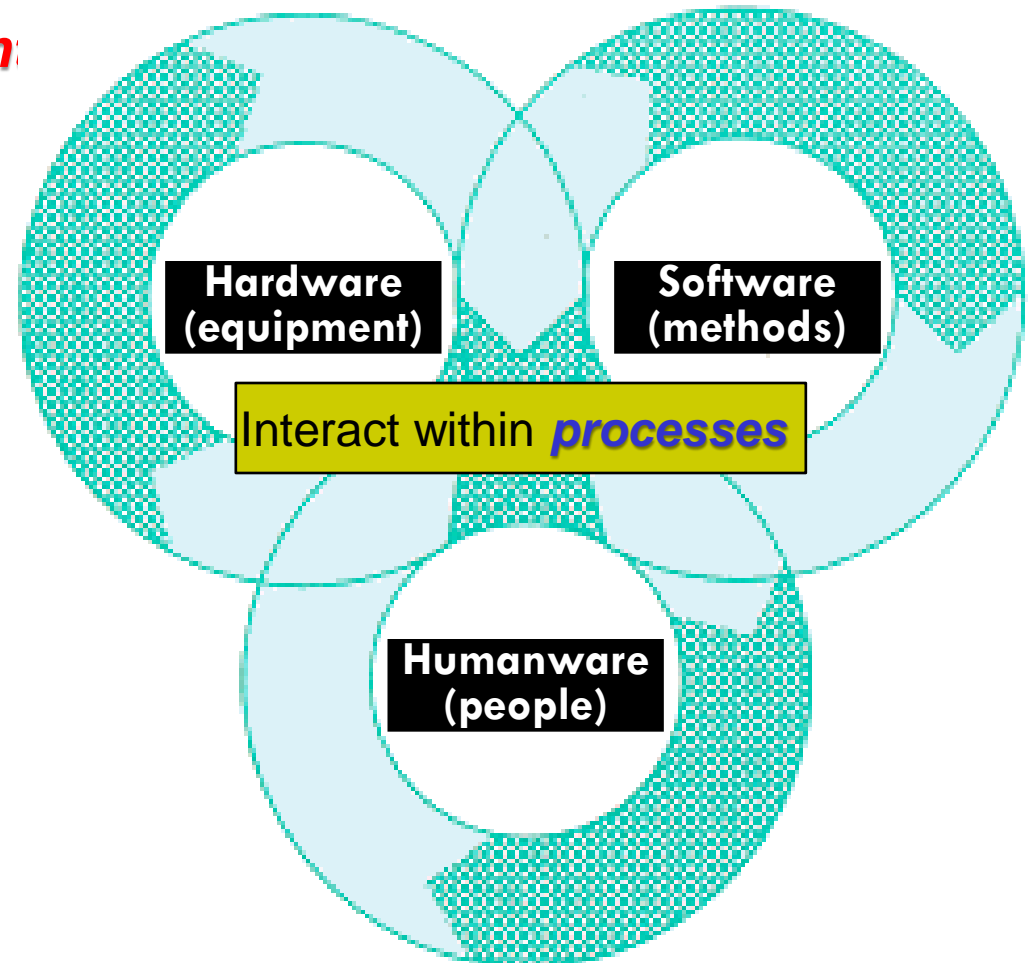 Hardware
(equipment)
Software
(methods)
Interact within processes
Humanware
(people)